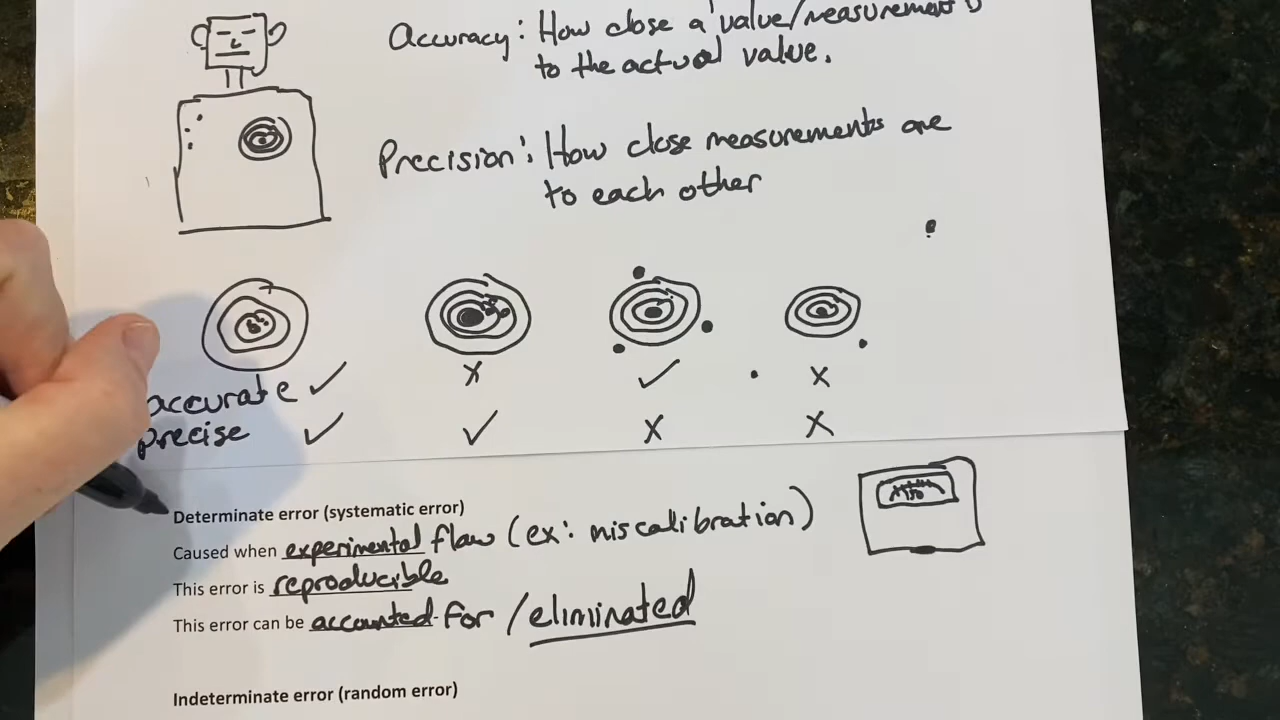 Accuracy: How close a value/measurement is
to the actual value.
Precision: How close measurements are
to each other
accurate ✓ X ✓ X
precise ✓ ✓ X X
Determinate error (systematic error)
Caused when experimental flaw (ex: miscalibration)
This error is reproducible
This error can be accounted for / eliminated
Indeterminate error (random error)